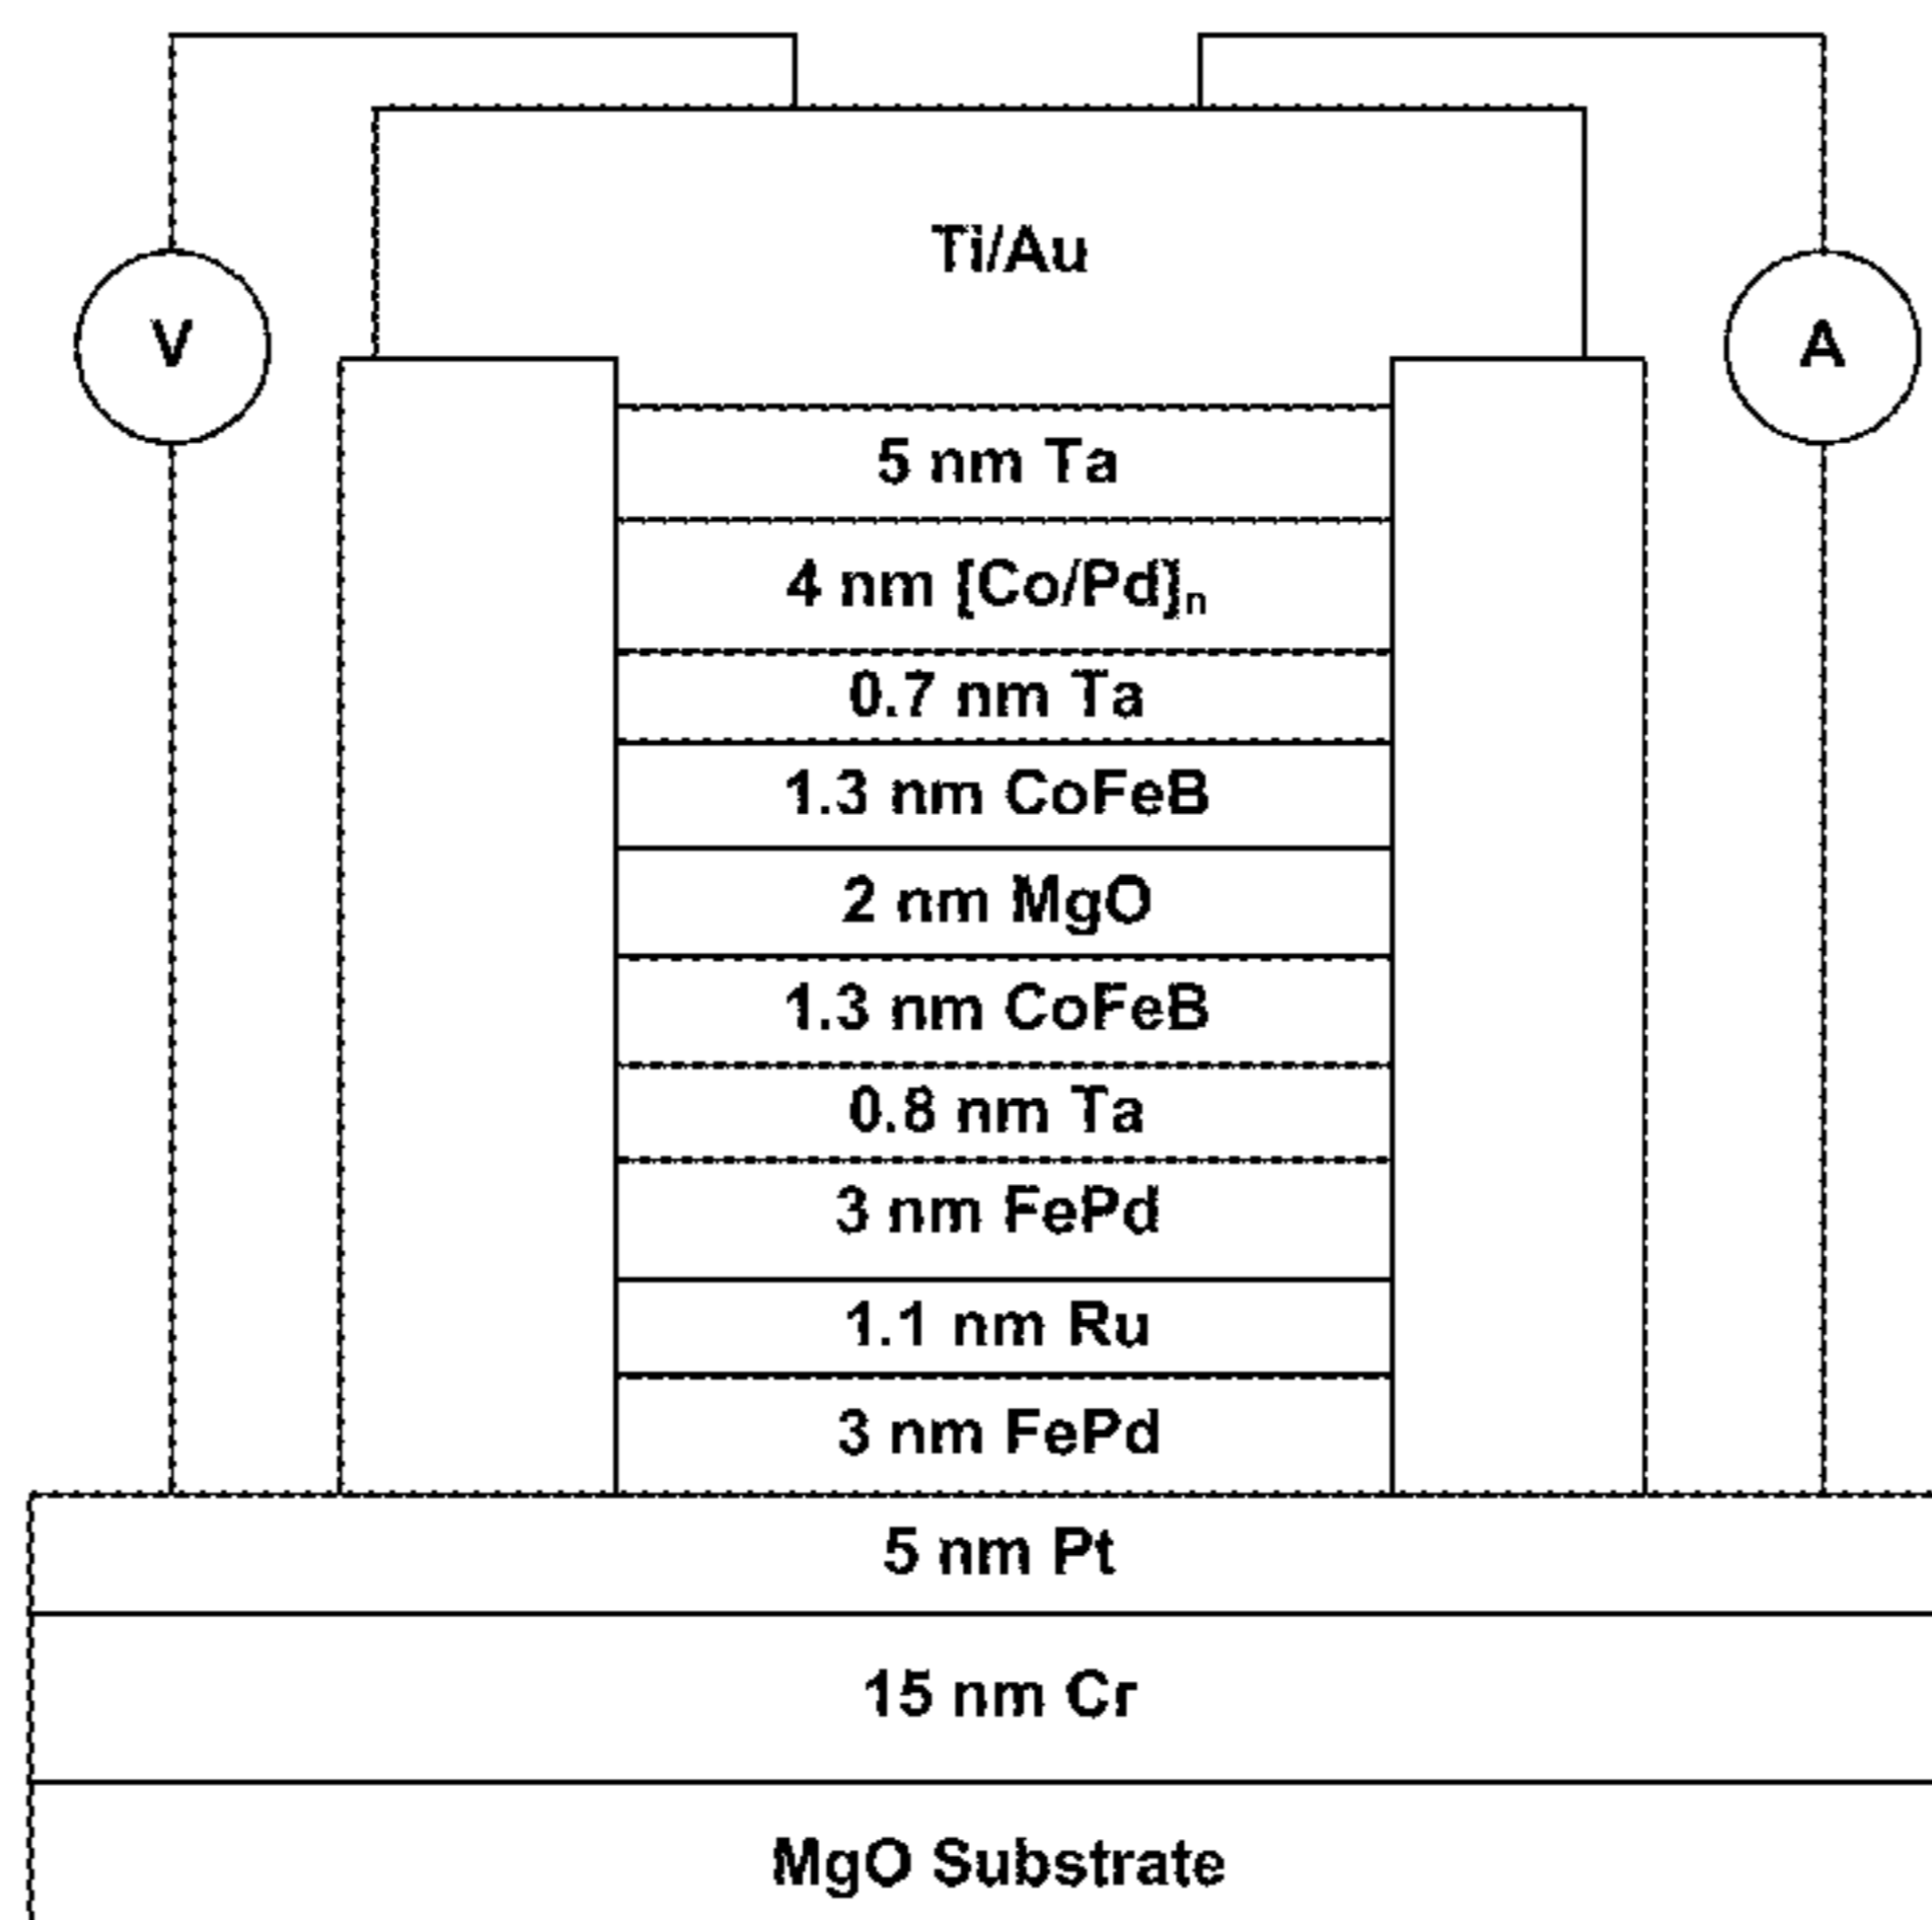 Ti/Au
V
A
5 nm Ta
4 nm [Co/Pd]n
0.7 nm Ta
1.3 nm CoFeB
2 nm MgO
1.3 nm CoFeB
0.8 nm Ta
3 nm FePd
1.1 nm Ru
3 nm FePd
5 nm Pt
15 nm Cr
MgO Substrate